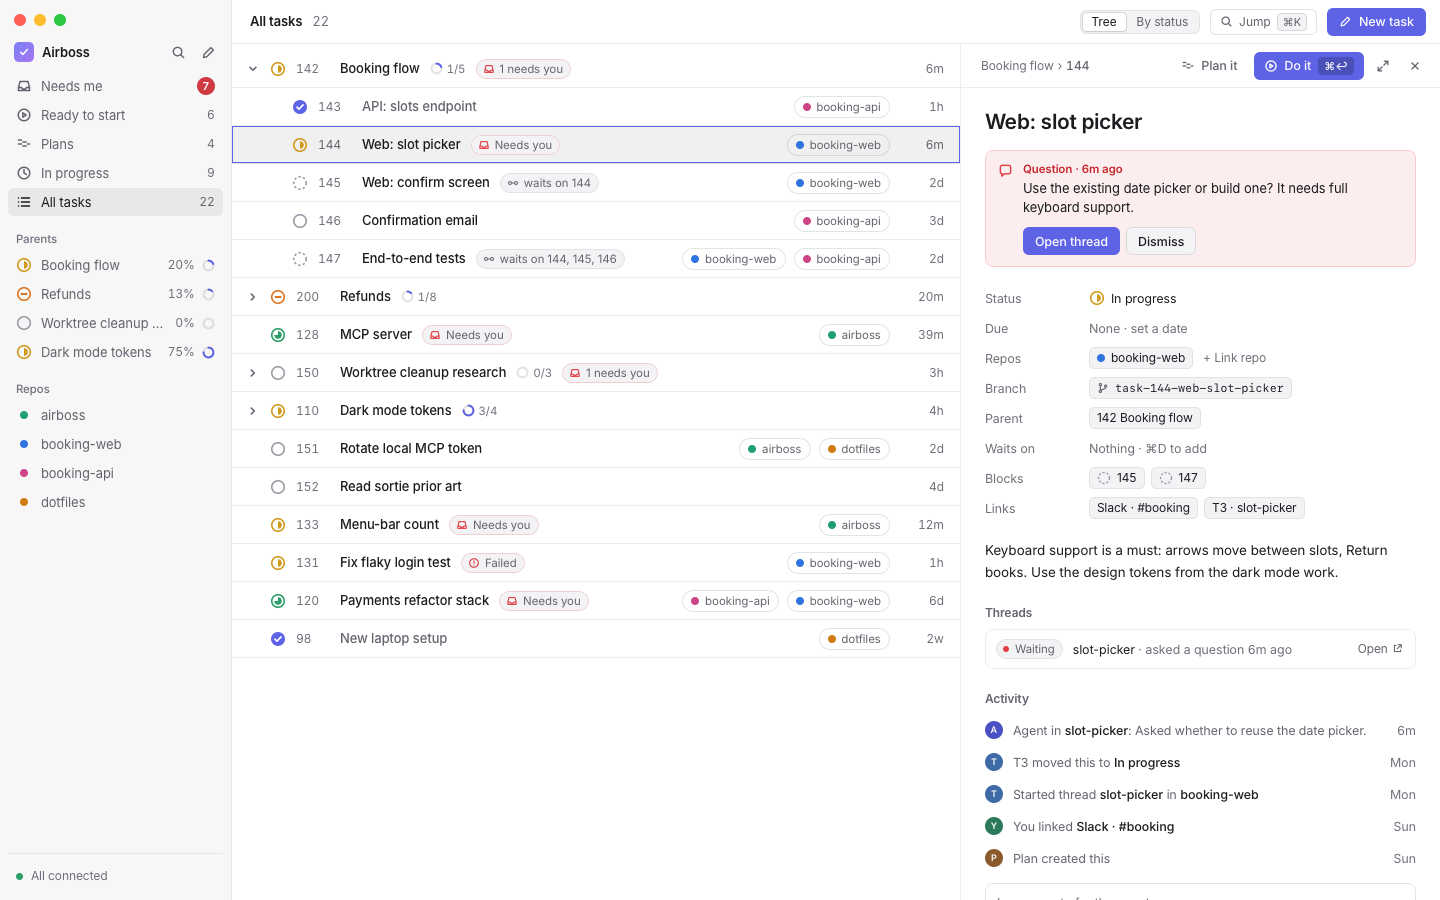 Airboss
Needs me 7
Ready to start 6
Plans 4
In progress 9
All tasks 22
Parents
Booking flow 20%
Refunds 13%
Worktree cleanup ... 0%
Dark mode tokens 75%
Repos
airboss
booking-web
booking-api
dotfiles
All connected
All tasks 22
Tree By status Jump ⌘K New task
142 Booking flow 1/5 1 needs you 6m
143 API: slots endpoint booking-api 1h
144 Web: slot picker Needs you booking-web 6m
145 Web: confirm screen waits on 144 booking-web 2d
146 Confirmation email booking-api 3d
147 End-to-end tests waits on 144, 145, 146 booking-web booking-api 2d
200 Refunds 1/8 20m
128 MCP server Needs you airboss 39m
150 Worktree cleanup research 0/3 1 needs you 3h
110 Dark mode tokens 3/4 4h
151 Rotate local MCP token airboss dotfiles 2d
152 Read sortie prior art 4d
133 Menu-bar count Needs you airboss 12m
131 Fix flaky login test Failed booking-web 1h
120 Payments refactor stack Needs you booking-api booking-web 6d
98 New laptop setup dotfiles 2w
Booking flow › 144 Plan it Do it ⌘↩
Web: slot picker
Question · 6m ago
Use the existing date picker or build one? It needs full
keyboard support.
Open thread Dismiss
Status In progress
Due None · set a date
Repos booking-web + Link repo
Branch task-144-web-slot-picker
Parent 142 Booking flow
Waits on Nothing · ⌘D to add
Blocks 145 147
Links Slack · #booking T3 · slot-picker
Keyboard support is a must: arrows move between slots, Return
books. Use the design tokens from the dark mode work.
Threads
Waiting slot-picker · asked a question 6m ago Open
Activity
A Agent in slot-picker: Asked whether to reuse the date picker. 6m
T T3 moved this to In progress Mon
T Started thread slot-picker in booking-web Mon
Y You linked Slack · #booking Sun
P Plan created this Sun